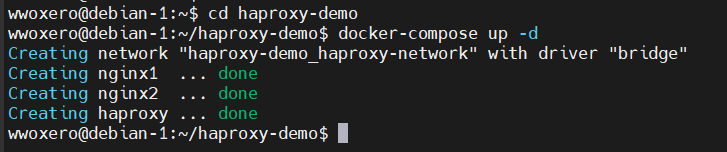 wwoxero@debian-1:~$ cd haproxy-demo
wwoxero@debian-1:~/haproxy-demo$ docker-compose up -d
Creating network "haproxy-demo_haproxy-network" with driver "bridge"
Creating nginx1  ... done
Creating nginx2  ... done
Creating haproxy ... done
wwoxero@debian-1:~/haproxy-demo$